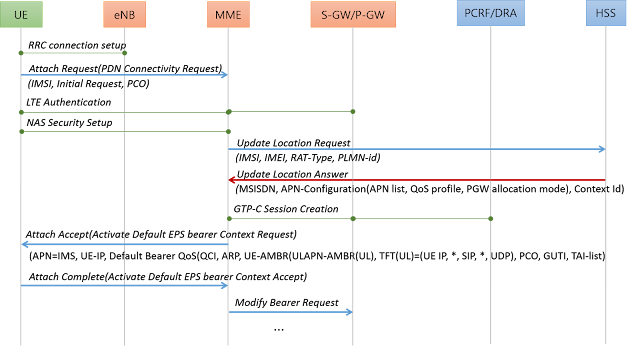 UE eNB MME S-GW/P-GW PCRF/DRA HSS
RRC connection setup
Attach Request(PDN Connectivity Request)
(IMSI, Initial Request, PCO)
LTE Authentication
NAS Security Setup
Update Location Request
(IMSI, IMEI, RAT-Type, PLMN-id)
Update Location Answer
(MSISDN, APN-Configuration(APN list, QoS profile, PGW allocation mode), Context Id)
GTP-C Session Creation
Attach Accept(Activate Default EPS bearer Context Request)
(APN=IMS, UE-IP, Default Bearer QoS(QCI, ARP, UE-AMBR(ULAPN-AMBR(UL), TFT(UL)=(UE IP, *, SIP, *, UDP), PCO, GUTI, TAI-list)
Attach Complete(Activate Default EPS bearer Context Accept)
Modify Bearer Request
...